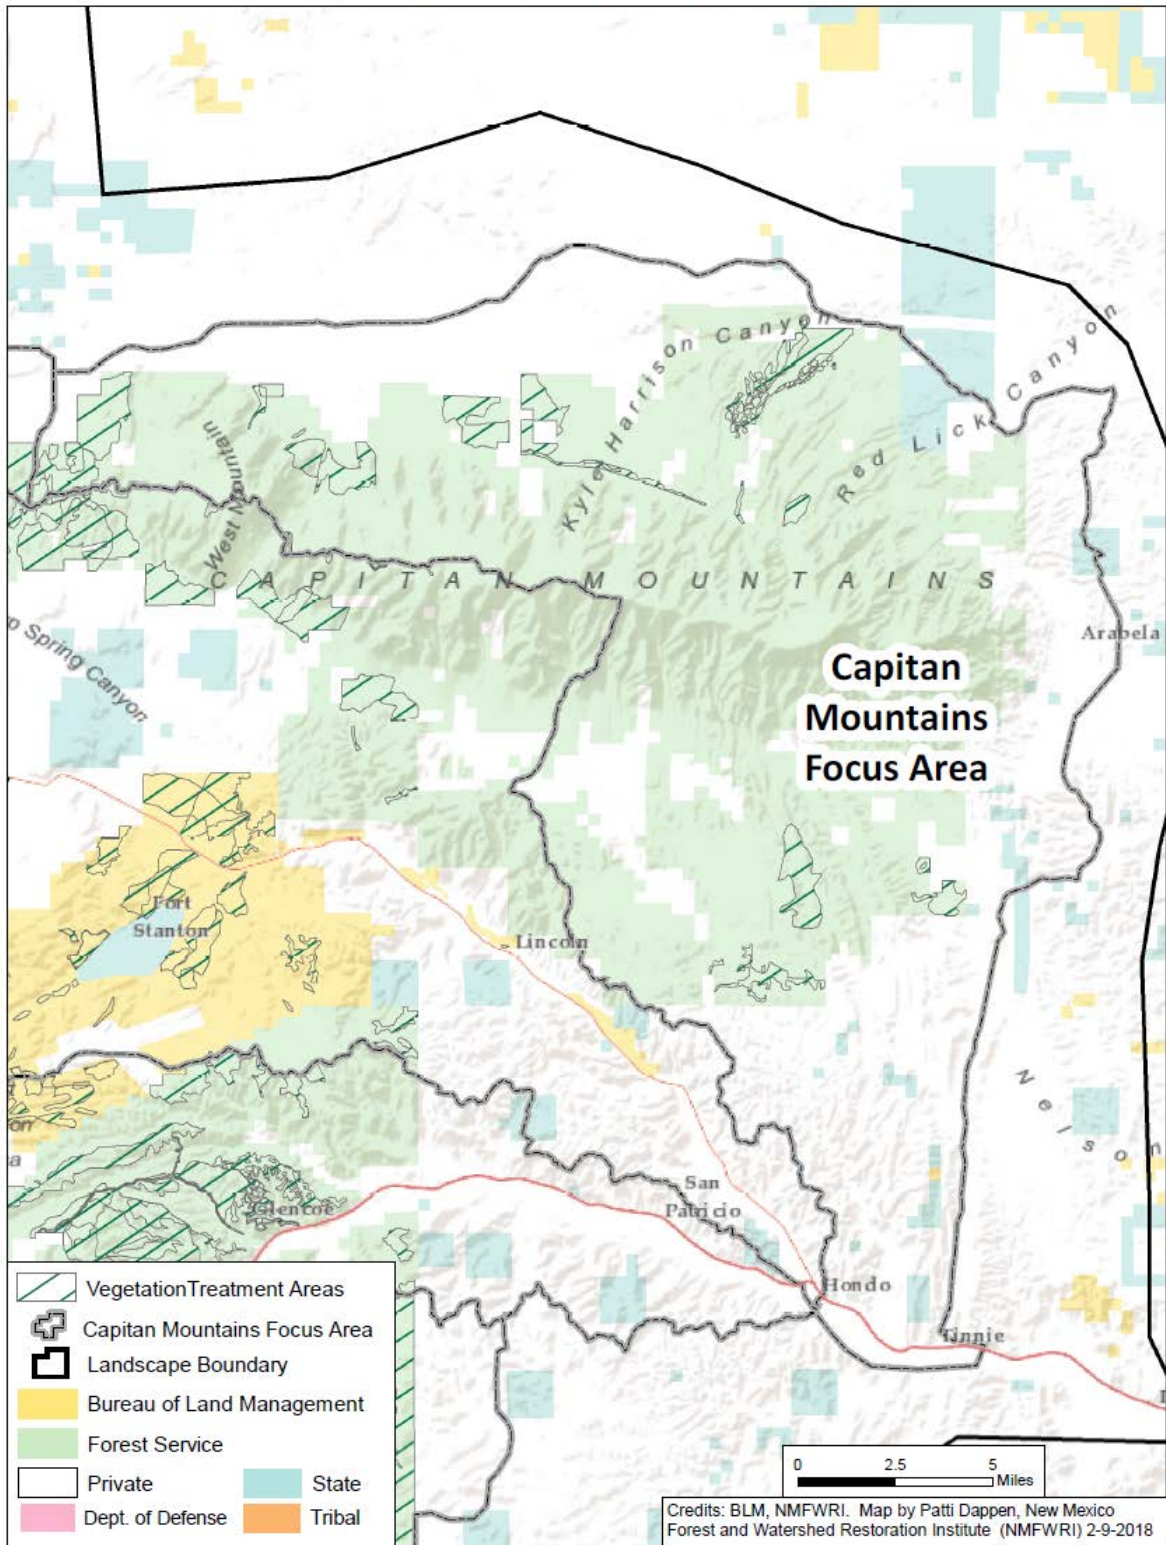 Kyle Harrison Canyon
Red Lick Canyon
West Mountain
CAPITAN MOUNTAINS
Spring Canyon
Arabela
Capitan
Mountains
Focus Area
Fort
Stanton
Lincoln
Nelson
San
Patricio
Glencoe
Hondo
Tinnie
VegetationTreatment Areas
Capitan Mountains Focus Area
Landscape Boundary
Bureau of Land Management
Forest Service
Private
State
Dept. of Defense
Tribal
0 2.5 5
Miles
Credits: BLM, NMFWRI. Map by Patti Dappen, New Mexico
Forest and Watershed Restoration Institute (NMFWRI) 2-9-2018